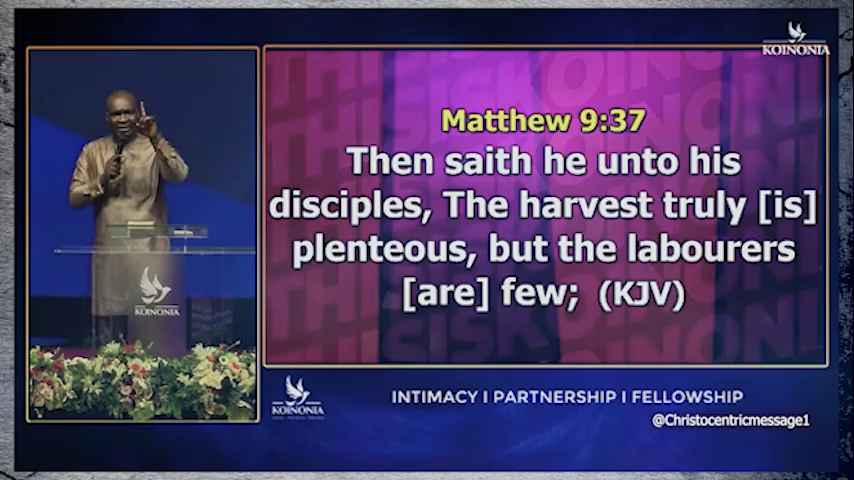 KOINONIA
Matthew 9:37
Then saith he unto his
disciples, The harvest truly [is]
plenteous, but the labourers
[are] few; (KJV)
KOINONIA
KOINONIA
INTIMACY I PARTNERSHIP I FELLOWSHIP
@Christocentricmessage1